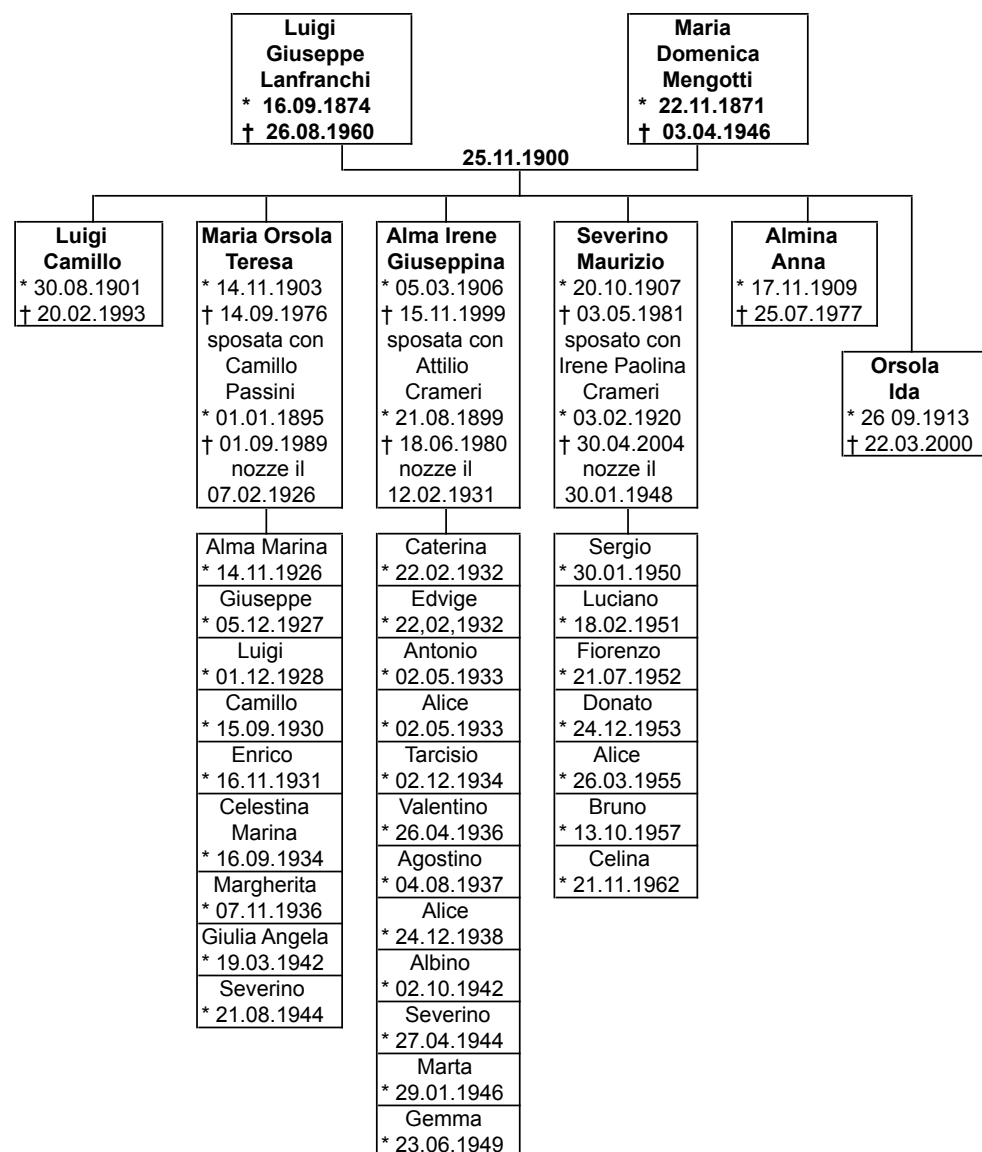 Luigi
Giuseppe
Lanfranchi
* 16.09.1874
† 26.08.1960
Maria
Domenica
Mengotti
* 22.11.1871
† 03.04.1946
25.11.1900
Luigi
Camillo
* 30.08.1901
† 20.02.1993
Maria Orsola
Teresa
* 14.11.1903
† 14.09.1976
sposata con
Camillo
Passini
* 01.01.1895
† 01.09.1989
nozze il
07.02.1926
Alma Irene
Giuseppina
* 05.03.1906
† 15.11.1999
sposata con
Attilio
Crameri
* 21.08.1899
† 18.06.1980
nozze il
12.02.1931
Severino
Maurizio
* 20.10.1907
† 03.05.1981
sposato con
Irene Paolina
Crameri
* 03.02.1920
† 30.04.2004
nozze il
30.01.1948
Almina
Anna
* 17.11.1909
† 25.07.1977
Orsola
Ida
* 26 09.1913
† 22.03.2000
Alma Marina
* 14.11.1926
Giuseppe
* 05.12.1927
Luigi
* 01.12.1928
Camillo
* 15.09.1930
Enrico
* 16.11.1931
Celestina
Marina
* 16.09.1934
Margherita
* 07.11.1936
Giulia Angela
* 19.03.1942
Severino
* 21.08.1944
Caterina
* 22.02.1932
Edvige
* 22,02,1932
Antonio
* 02.05.1933
Alice
* 02.05.1933
Tarcisio
* 02.12.1934
Valentino
* 26.04.1936
Agostino
* 04.08.1937
Alice
* 24.12.1938
Albino
* 02.10.1942
Severino
* 27.04.1944
Marta
* 29.01.1946
Gemma
* 23.06.1949
Sergio
* 30.01.1950
Luciano
* 18.02.1951
Fiorenzo
* 21.07.1952
Donato
* 24.12.1953
Alice
* 26.03.1955
Bruno
* 13.10.1957
Celina
* 21.11.1962